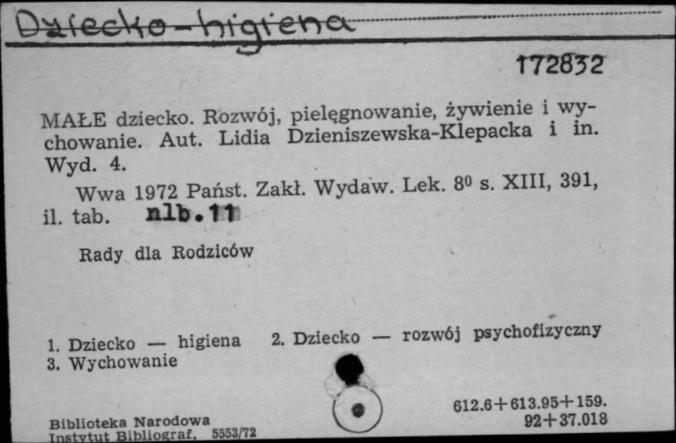 Dziecko - higiena
172832
MAŁE dziecko. Rozwój, pielęgnowanie, żywienie i wy-
chowanie. Aut. Lidia Dzieniszewska-Klepacka i in.
Wyd. 4.
Wwa 1972 Państ. Zakł. Wydaw. Lek. 8⁰ s. XIII, 391,
il. tab. nlb. 11
Rady dla Rodziców
1. Dziecko — higiena 2. Dziecko — rozwój psychofizyczny
3. Wychowanie
612.6+613.95+159.
92+37.018
Biblioteka Narodowa
Instytut Bibliograf. 5553/72